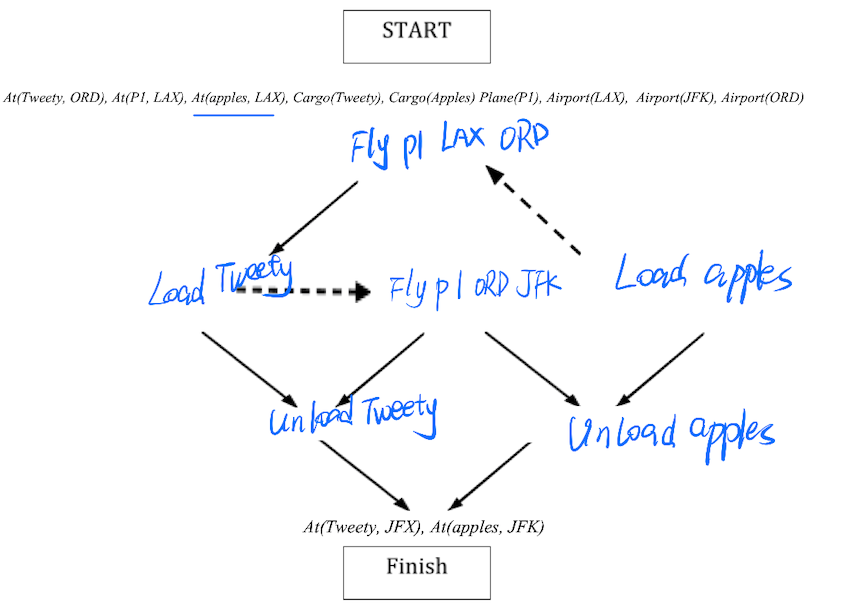 START
At(Tweety, ORD), At(P1, LAX), At(apples, LAX), Cargo(Tweety), Cargo(Apples) Plane(P1), Airport(LAX), Airport(JFK), Airport(ORD)
Fly p1 LAX ORD
Load Tweety
Fly p1 ORD JFK
Load apples
Unload Tweety
Unload apples
At(Tweety, JFX), At(apples, JFK)
Finish